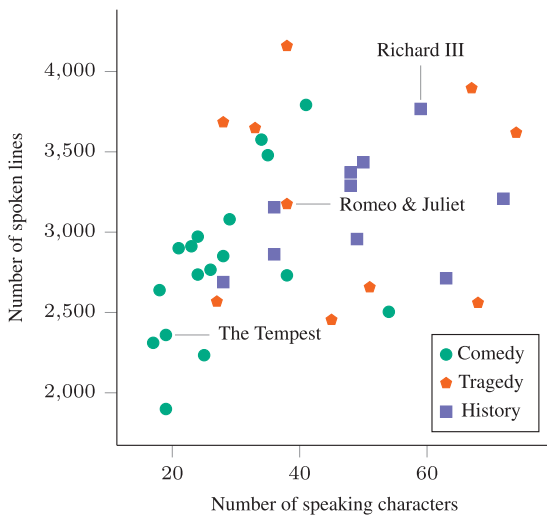 Richard III
4,000
3,500
Romeo & Juliet
3,000
2,500
The Tempest
2,000
Comedy
Tragedy
History
20
40
60
Number of speaking characters
Number of spoken lines